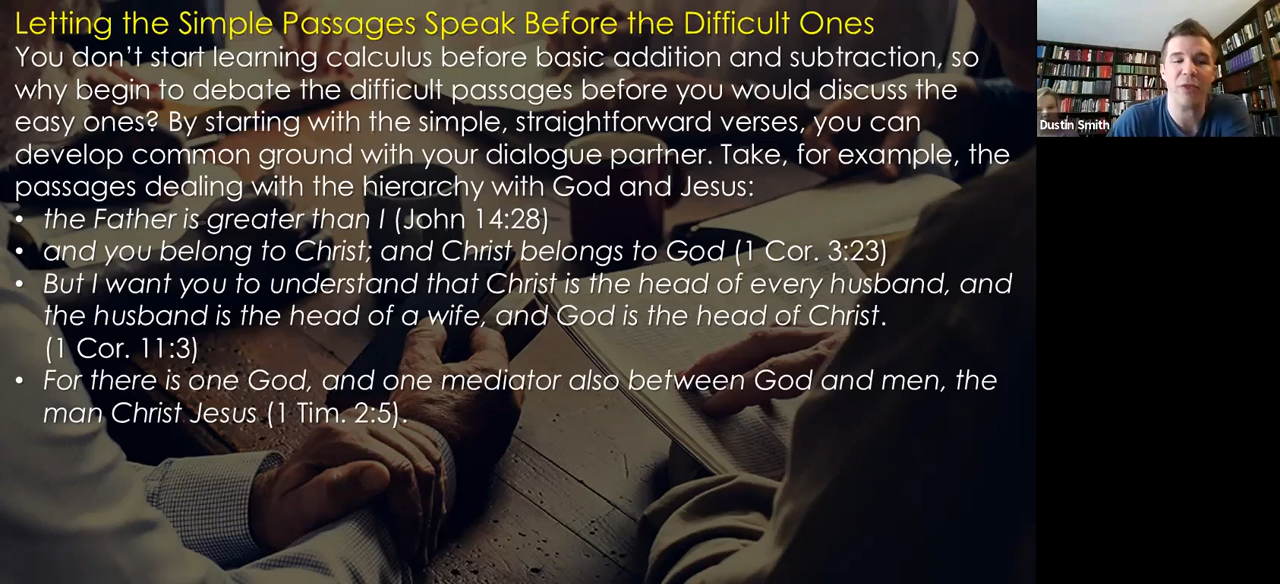 Letting the Simple Passages Speak Before the Difficult Ones
You don’t start learning calculus before basic addition and subtraction, so
why begin to debate the difficult passages before you would discuss the
easy ones? By starting with the simple, straightforward verses, you can
develop common ground with your dialogue partner. Take, for example, the
passages dealing with the hierarchy with God and Jesus:
• the Father is greater than I (John 14:28)
• and you belong to Christ; and Christ belongs to God (1 Cor. 3:23)
• But I want you to understand that Christ is the head of every husband, and
the husband is the head of a wife, and God is the head of Christ.
(1 Cor. 11:3)
• For there is one God, and one mediator also between God and men, the
man Christ Jesus (1 Tim. 2:5).
Dustin Smith